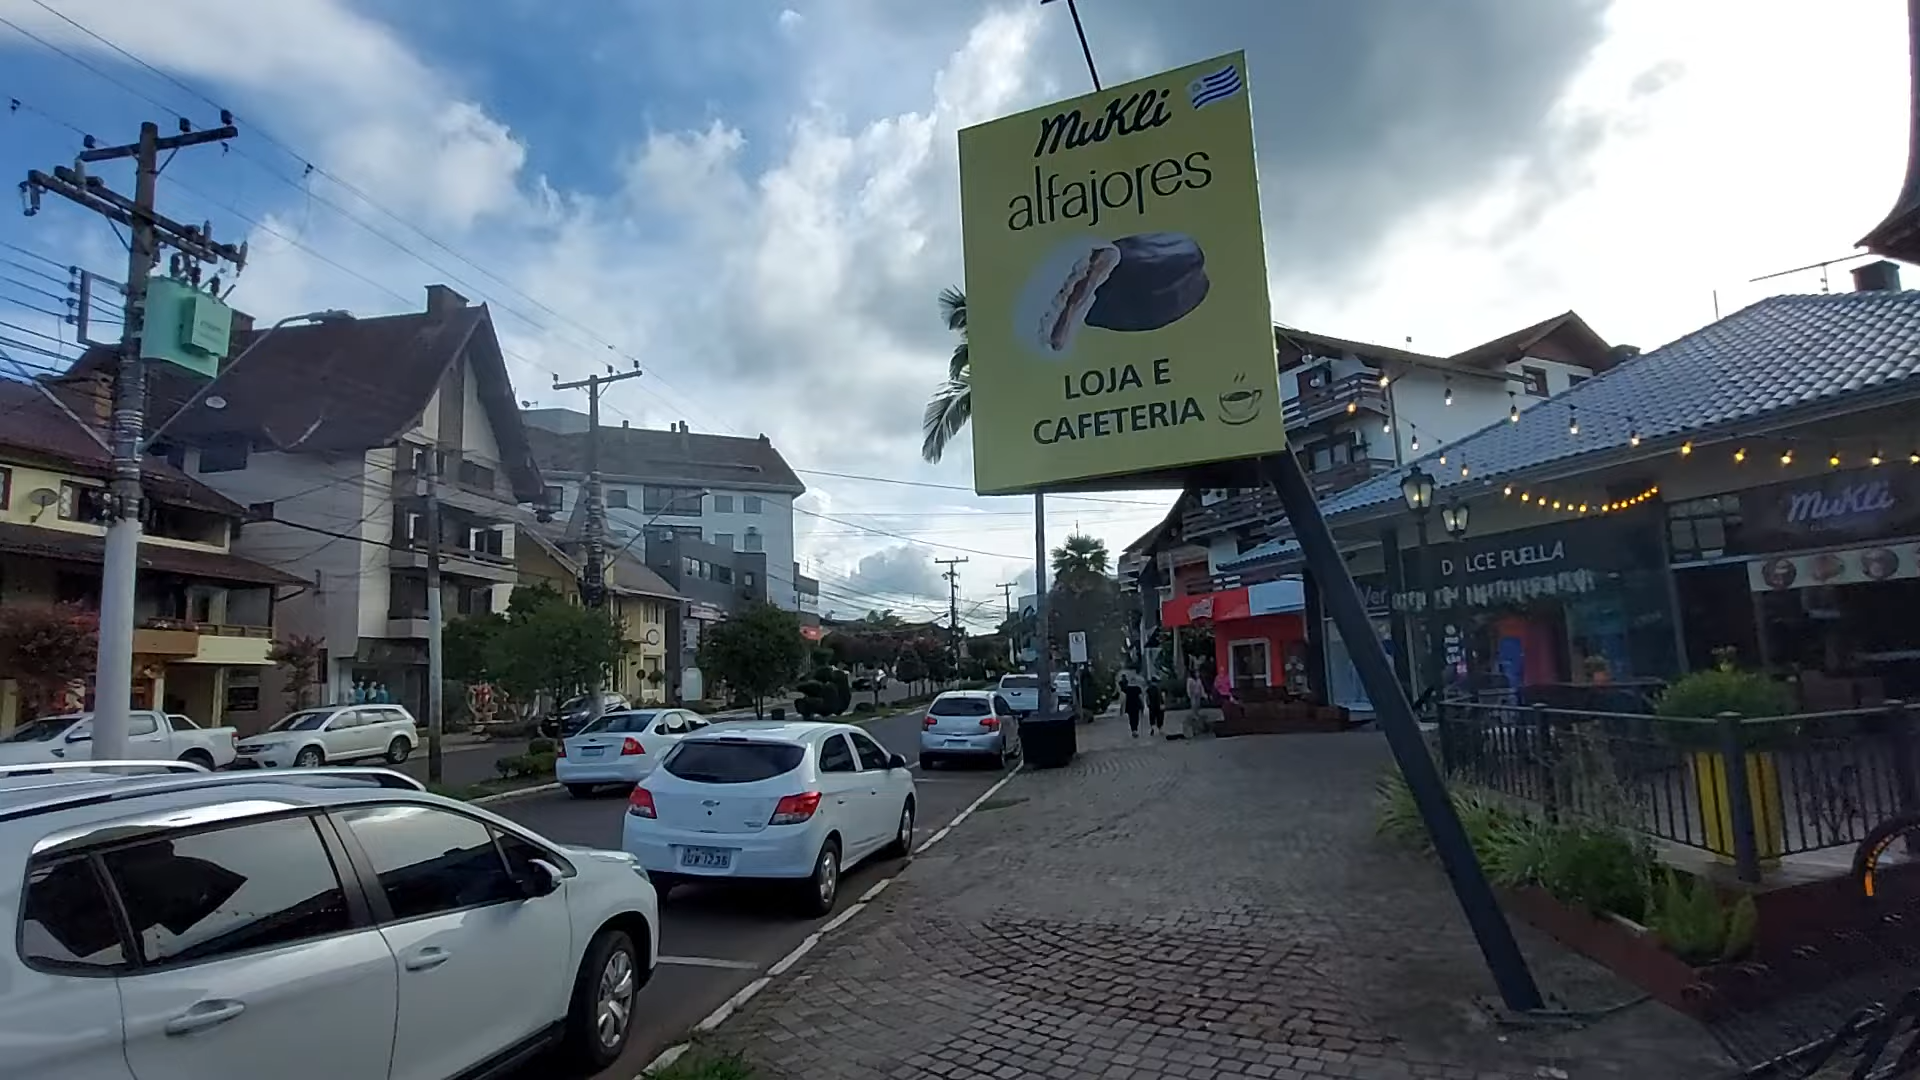 MuKli
alfajores
LOJA E
CAFETERIA
MuKli
DOLCE PUELLA